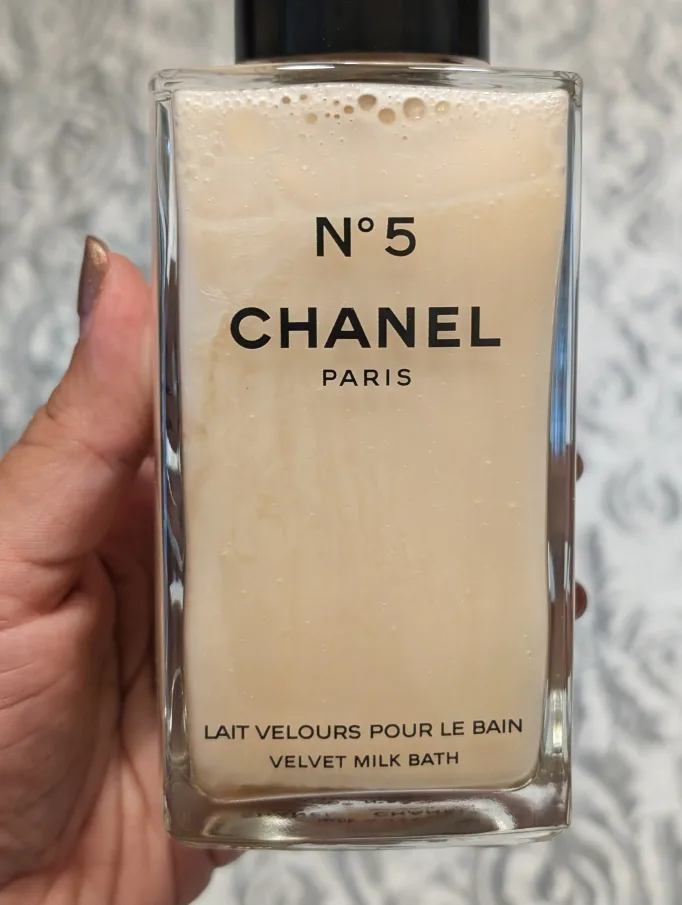 N°5
CHANEL
PARIS
LAIT VELOURS POUR LE BAIN
VELVET MILK BATH